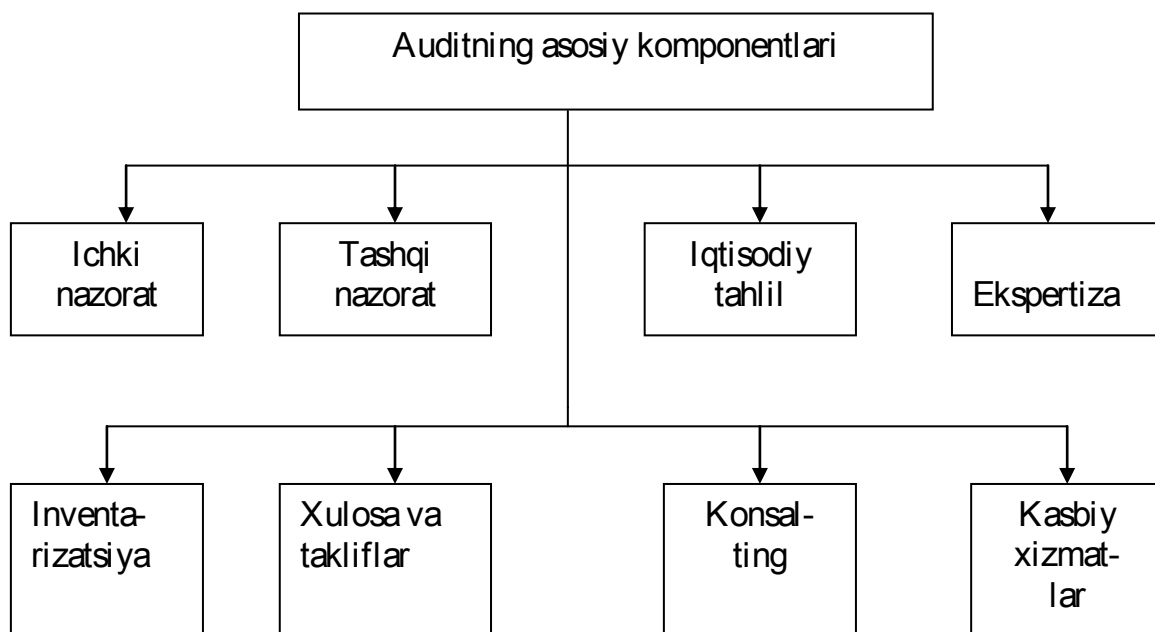 Auditning asosiy komponentlari
Ichki
nazorat
Tashqi
nazorat
Iqtisodiy
tahlil
Ekspertiza
Inventa-
rizatsiya
Xulosa va
takliflar
Konsal-
ting
Kasbiy
xizmat-
lar